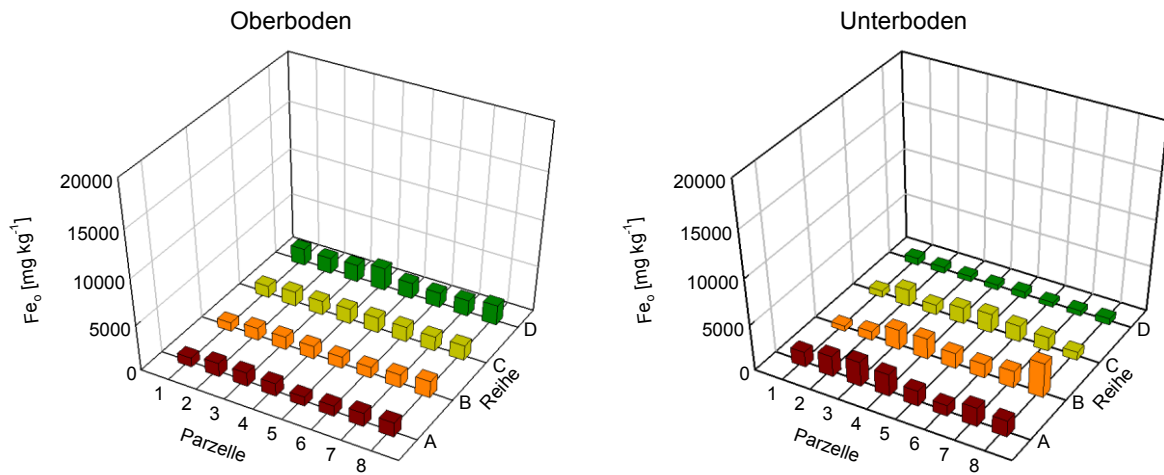 Oberboden
20000
15000
10000
5000
0
Feo [mg kg-1]
1
2
3
4
5
6
7
8
Parzelle
A
B
C
D
Reihe
Unterboden
20000
15000
10000
5000
0
Feo [mg kg-1]
1
2
3
4
5
6
7
8
Parzelle
A
B
C
D
Reihe